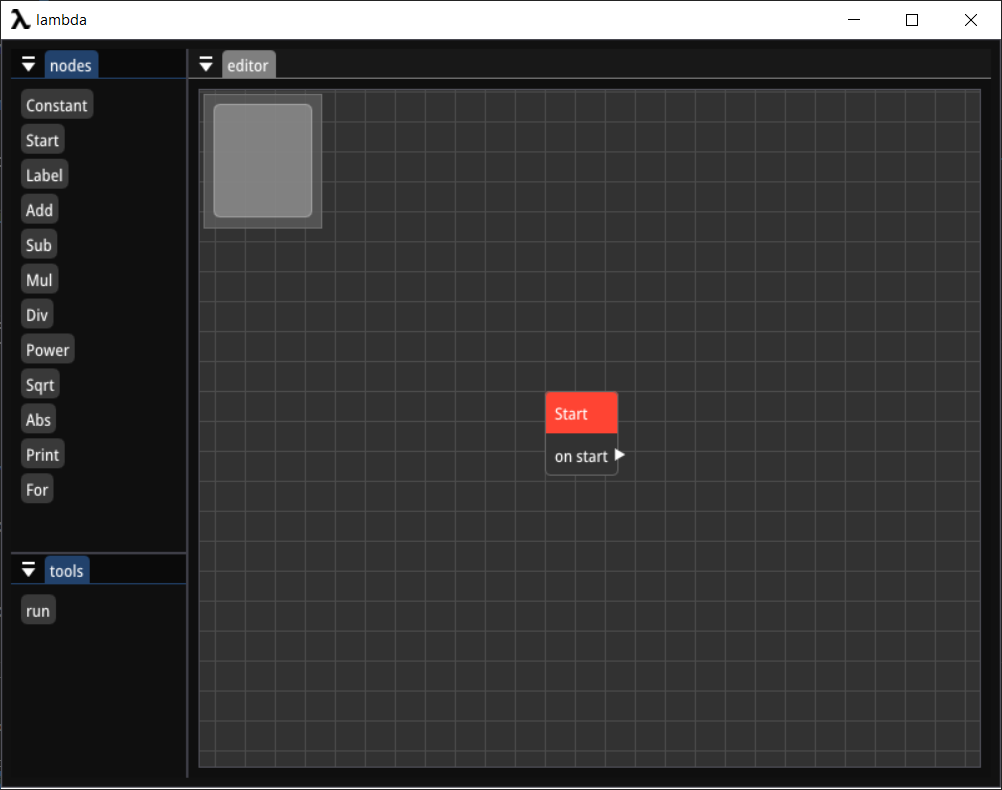 lambda
nodes
Constant
Start
Label
Add
Sub
Mul
Div
Power
Sqrt
Abs
Print
For
tools
run
editor
Start
on start